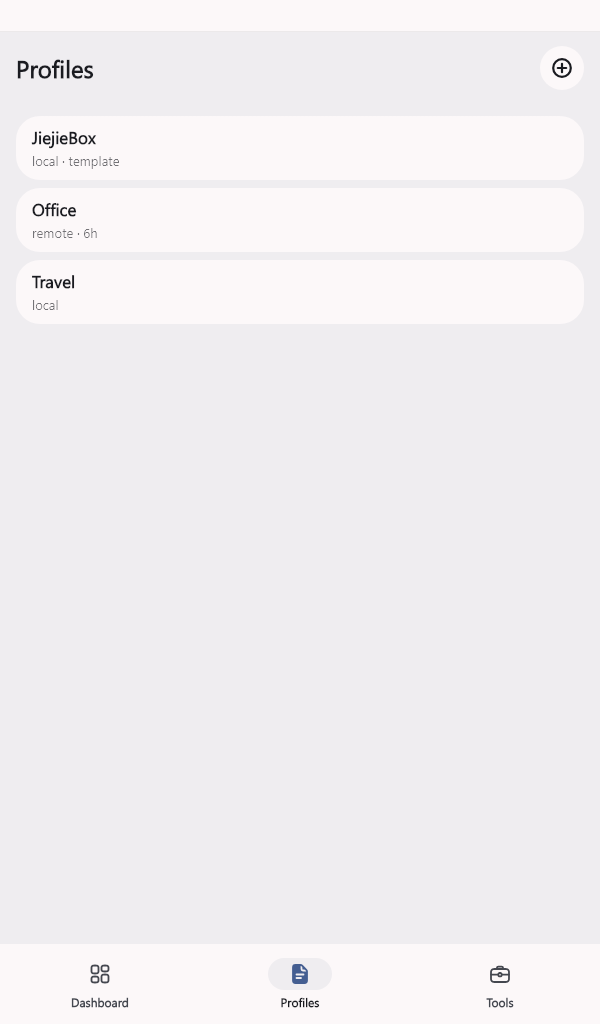 Profiles
JiejieBox
local · template
Office
remote · 6h
Travel
local
Dashboard
Profiles
Tools